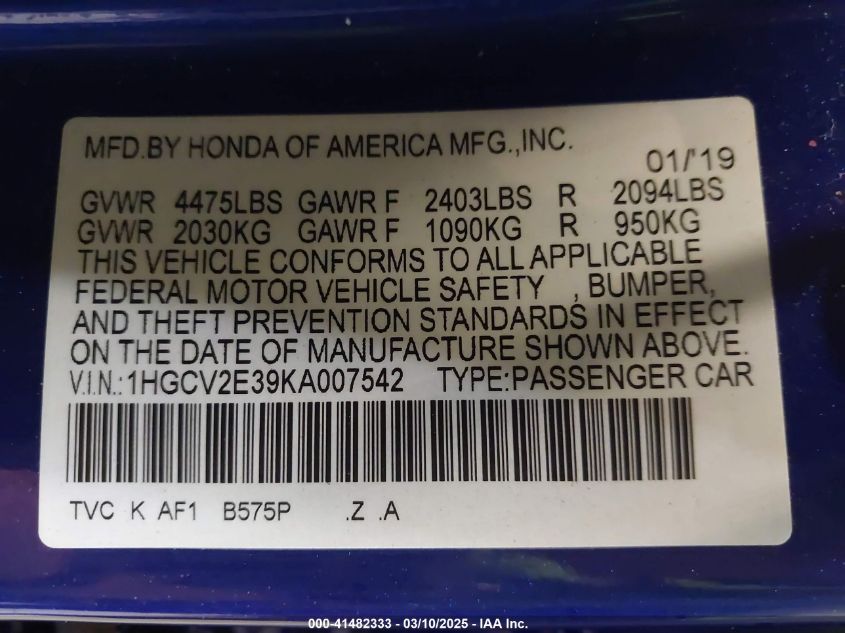 MFD.BY HONDA OF AMERICA MFG.,INC.
01/'19
GVWR 4475LBS GAWR F 2403LBS R 2094LBS
GVWR 2030KG GAWR F 1090KG R 950KG
THIS VEHICLE CONFORMS TO ALL APPLICABLE
FEDERAL MOTOR VEHICLE SAFETY , BUMPER,
AND THEFT PREVENTION STANDARDS IN EFFECT
ON THE DATE OF MANUFACTURE SHOWN ABOVE.
V.I.N.:1HGCV2E39KA007542 TYPE:PASSENGER CAR
TVC K AF1 B575P .Z .A
000-41482333 - 03/10/2025 - IAA Inc.